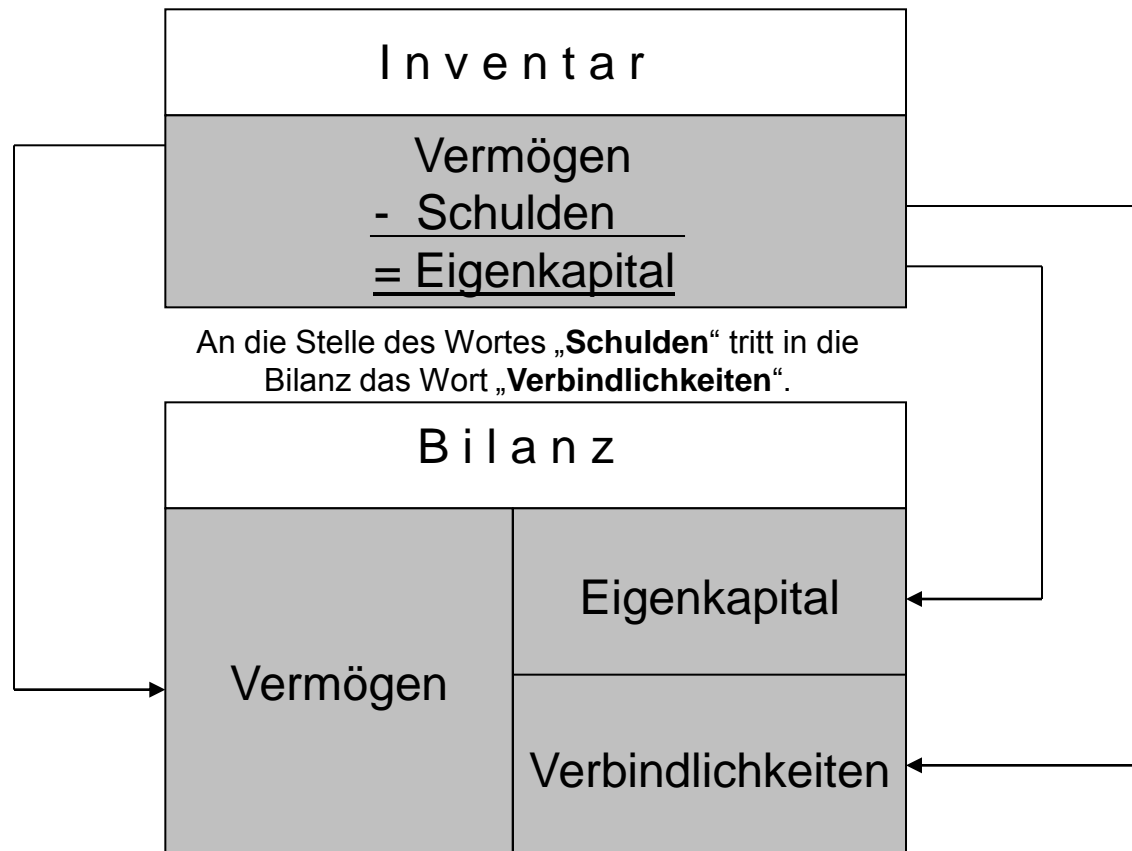 I n v e n t a r
Vermögen
- Schulden
= Eigenkapital
An die Stelle des Wortes „Schulden“ tritt in die
Bilanz das Wort „Verbindlichkeiten“.
B i l a n z
Vermögen
Eigenkapital
Verbindlichkeiten